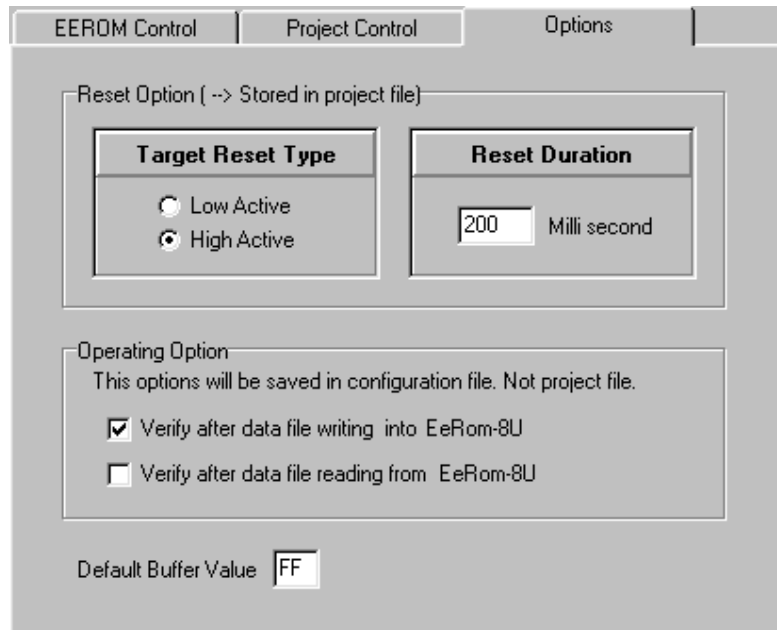 EEROM Control
Project Control
Options
Reset Option ( --> Stored in project file)
Target Reset Type
Reset Duration
Low Active
High Active
200 Milli second
Operating Option
This options will be saved in configuration file. Not project file.
Verify after data file writing into EeRom-8U
Verify after data file reading from EeRom-8U
Default Buffer Value FF